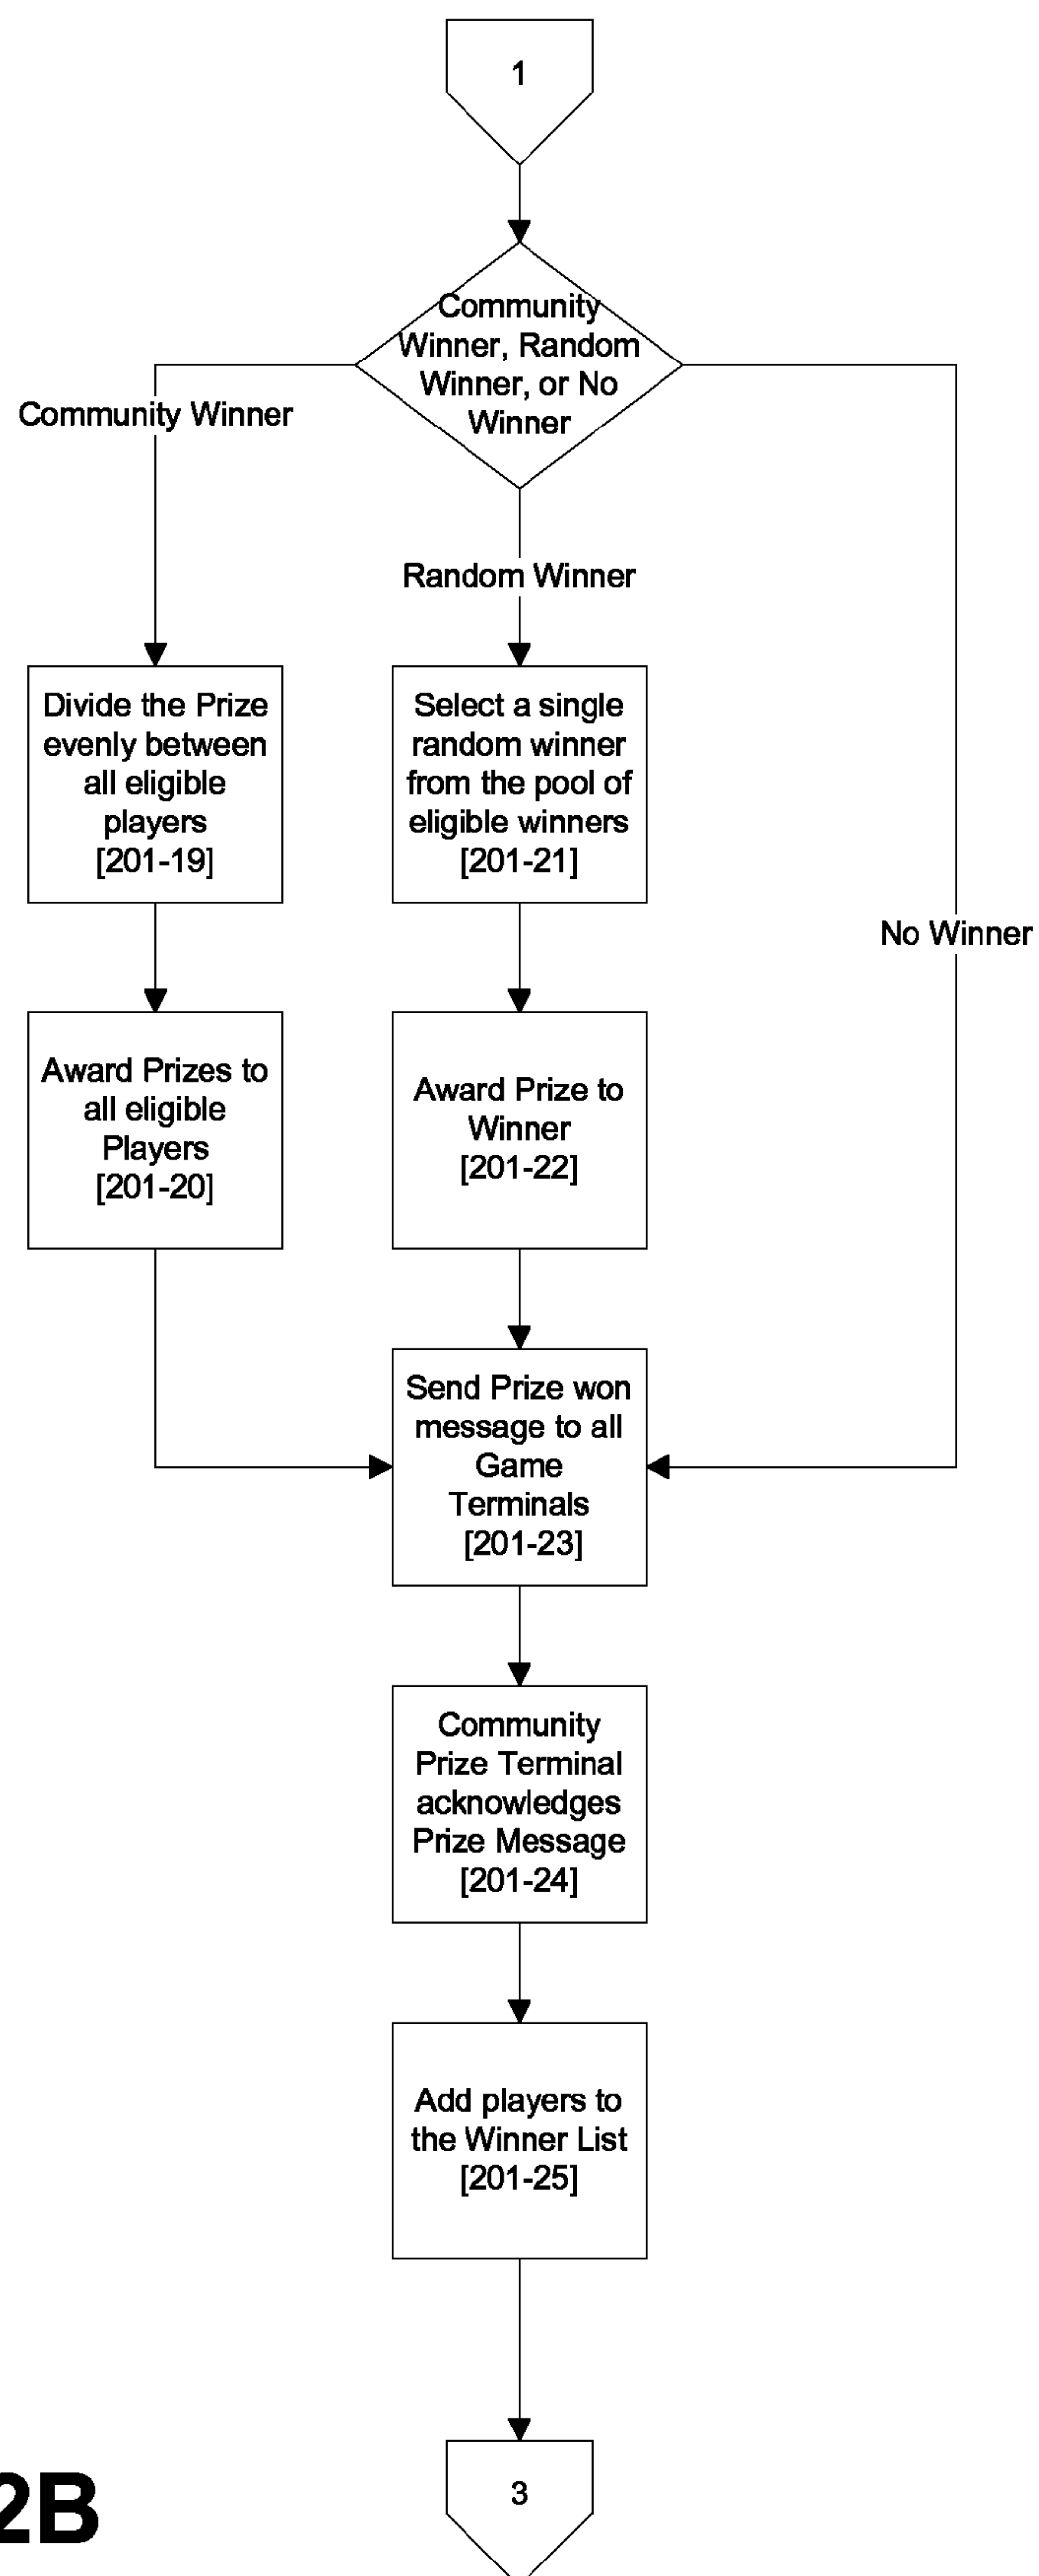 1
Community
Winner, Random
Winner, or No
Winner
Community Winner
Random Winner
No Winner
Divide the Prize
evenly between
all eligible
players
[201-19]
Select a single
random winner
from the pool of
eligible winners
[201-21]
Award Prizes to
all eligible
Players
[201-20]
Award Prize to
Winner
[201-22]
Send Prize won
message to all
Game
Terminals
[201-23]
Community
Prize Terminal
acknowledges
Prize Message
[201-24]
Add players to
the Winner List
[201-25]
3
2B